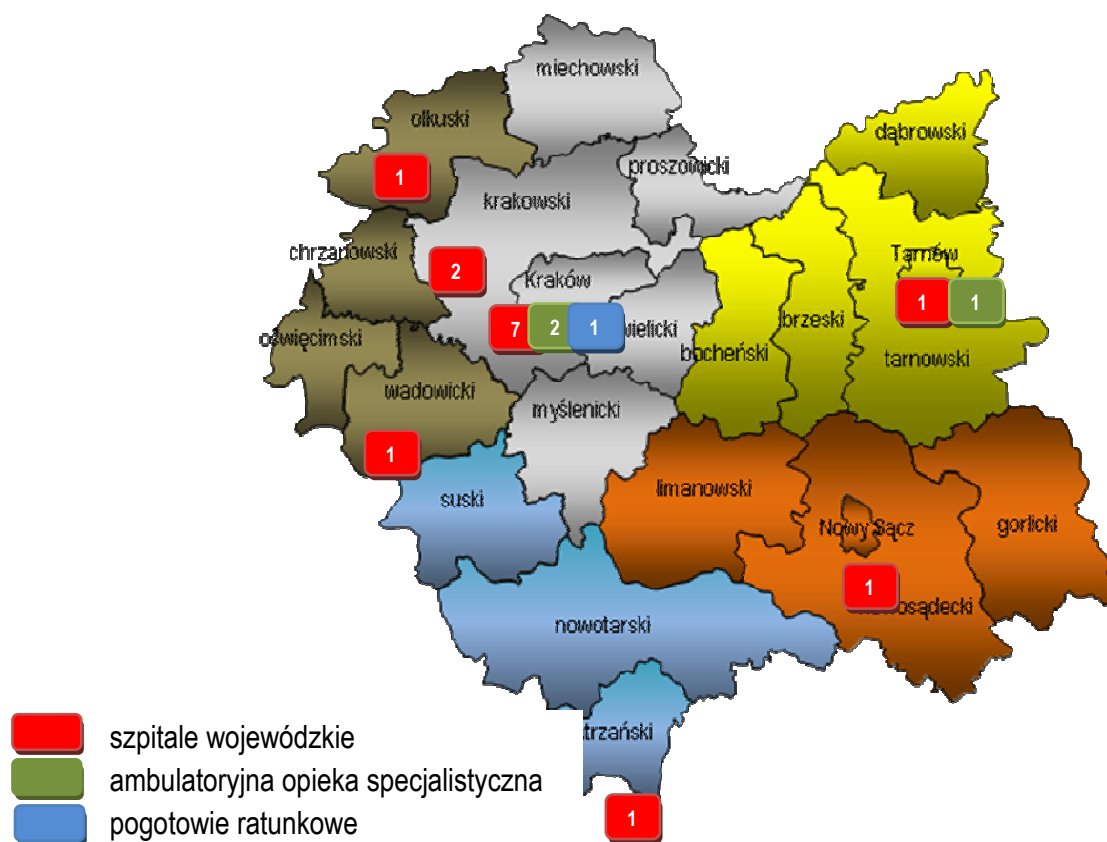 miechowski
olkuski
dąbrowski
proszowicki
1
krakowski
chrzanowski
Tarnów
2
Kraków
1 1
7 2 1
oświęcimski
brzeski
bocheński
tarnowski
wadowicki
myślenicki
1
suski
limanowski
Nowy Sącz
gorlicki
1
nowotarski
szpitale wojewódzkie
ambulatoryjna opieka specjalistyczna
pogotowie ratunkowe
1